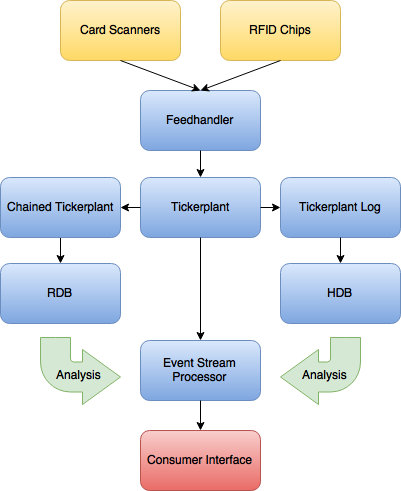 Card Scanners
RFID Chips
Feedhandler
Chained Tickerplant
Tickerplant
Tickerplant Log
RDB
HDB
Analysis
Event Stream
Processor
Analysis
Consumer Interface